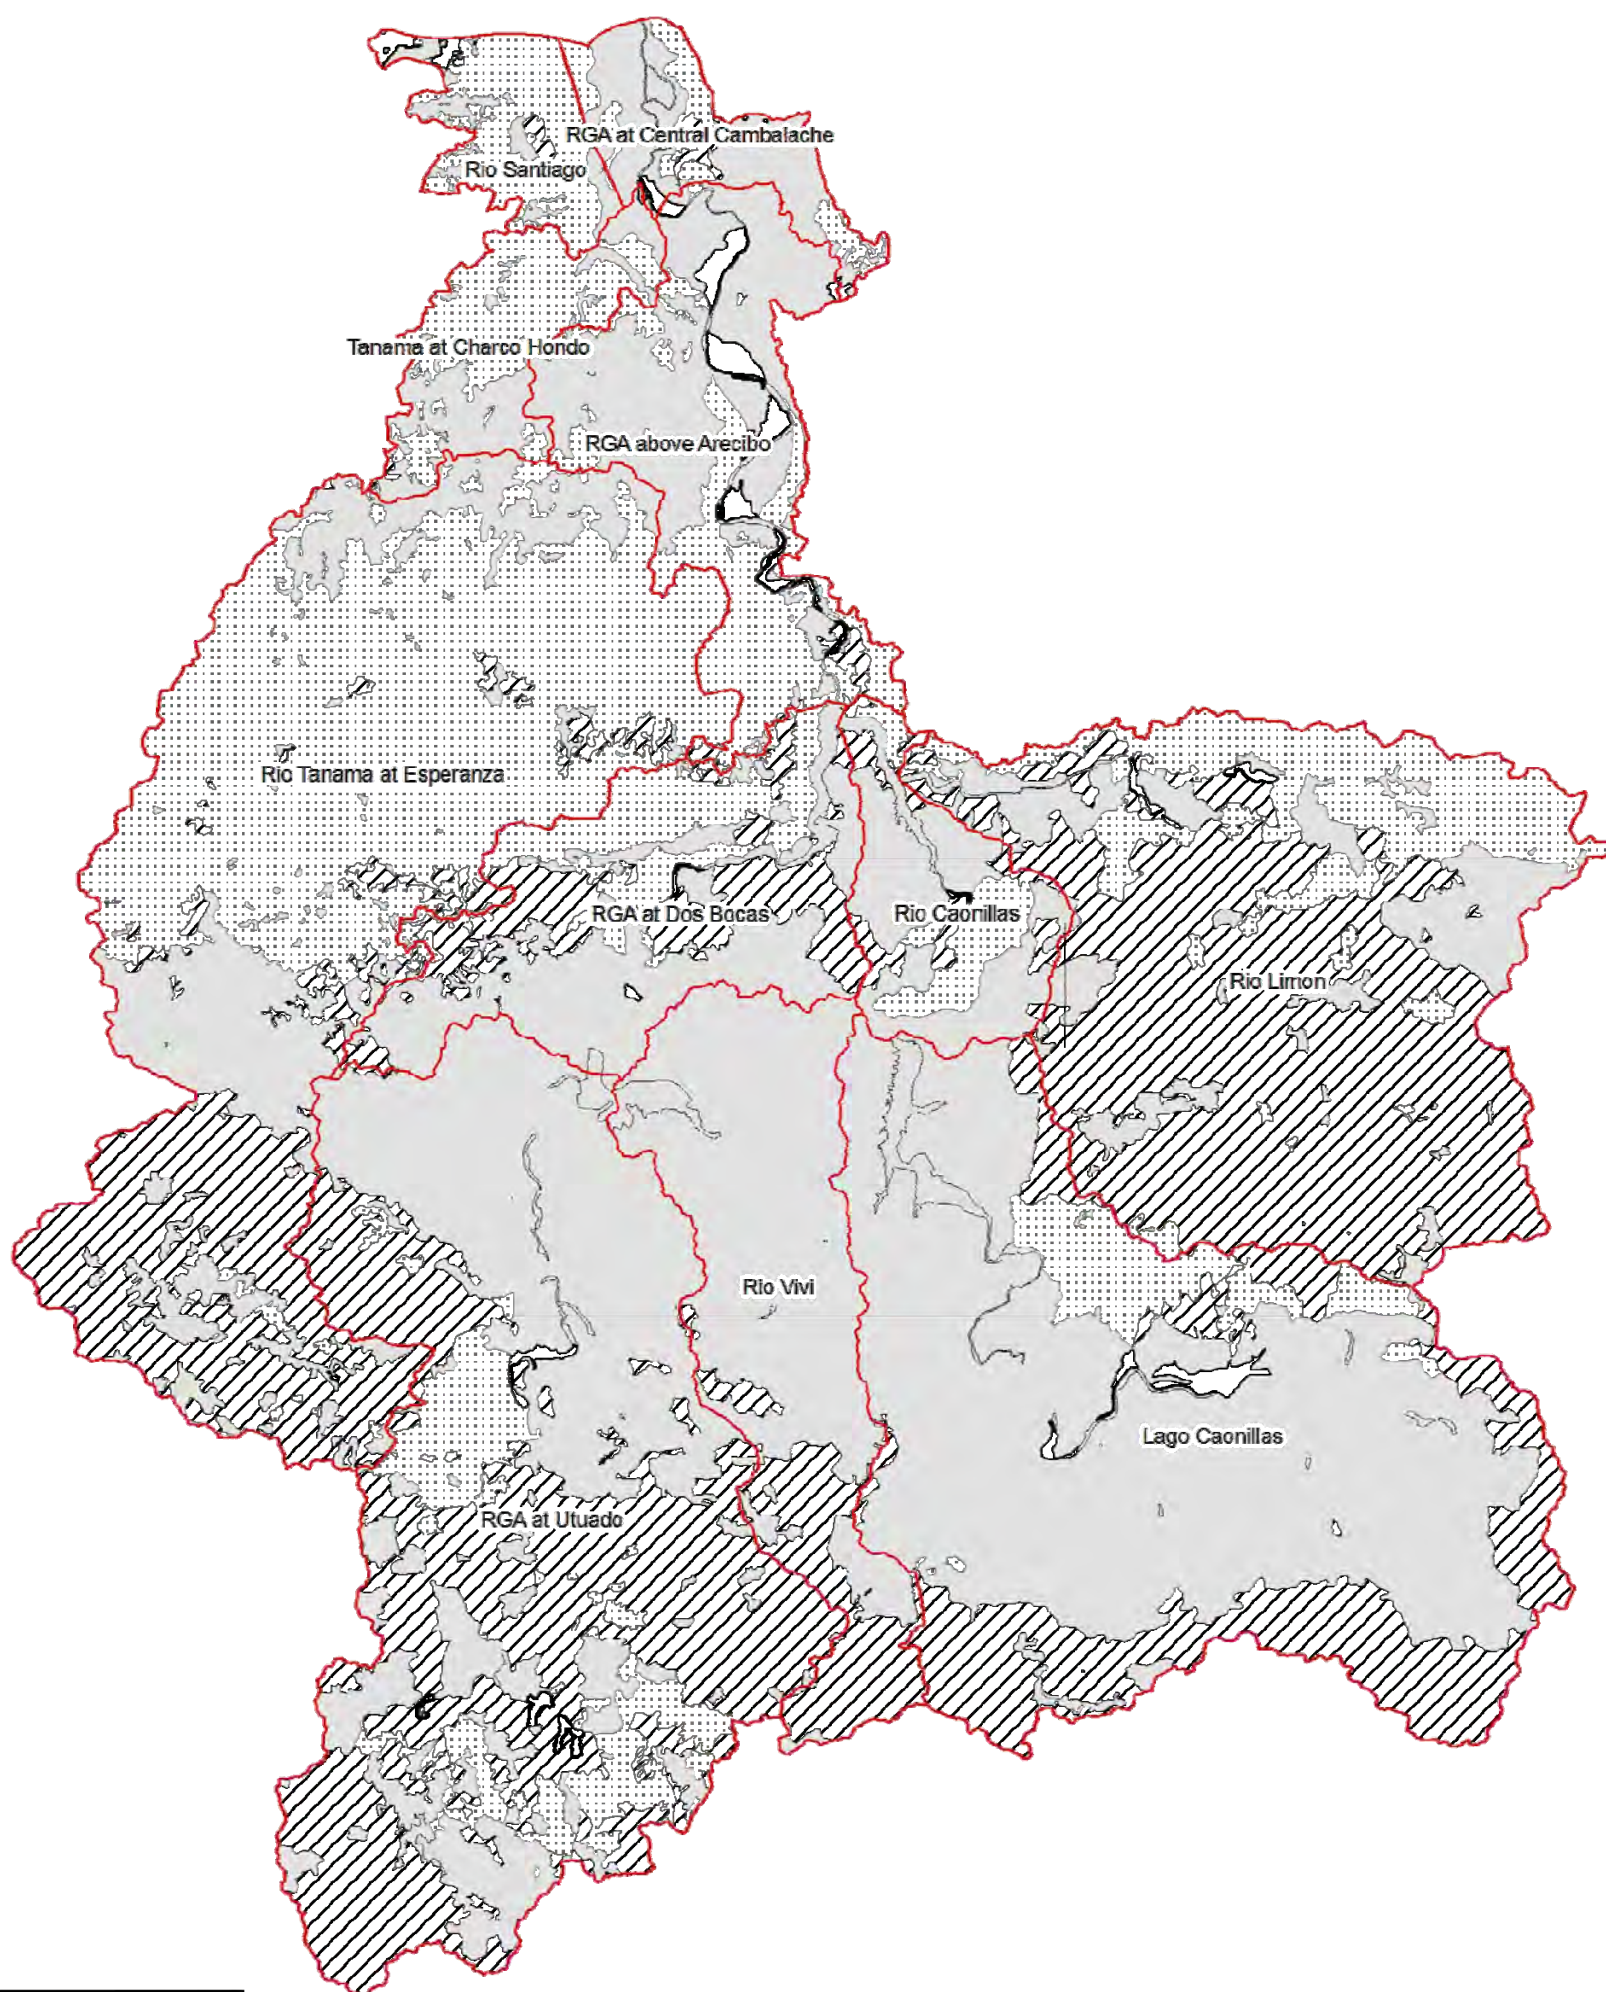 RGA at Central Cambalache
Rio Santiago
Tanama at Charco Hondo
RGA above Arecibo
Rio Tanama at Esperanza
RGA at Dos Bocas
Rio Caonillas
Rio Limon
Rio Vivi
Lago Caonillas
RGA at Utuado